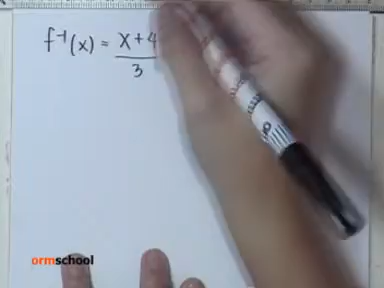 f⁻¹(x) = x+4
3
ormschool